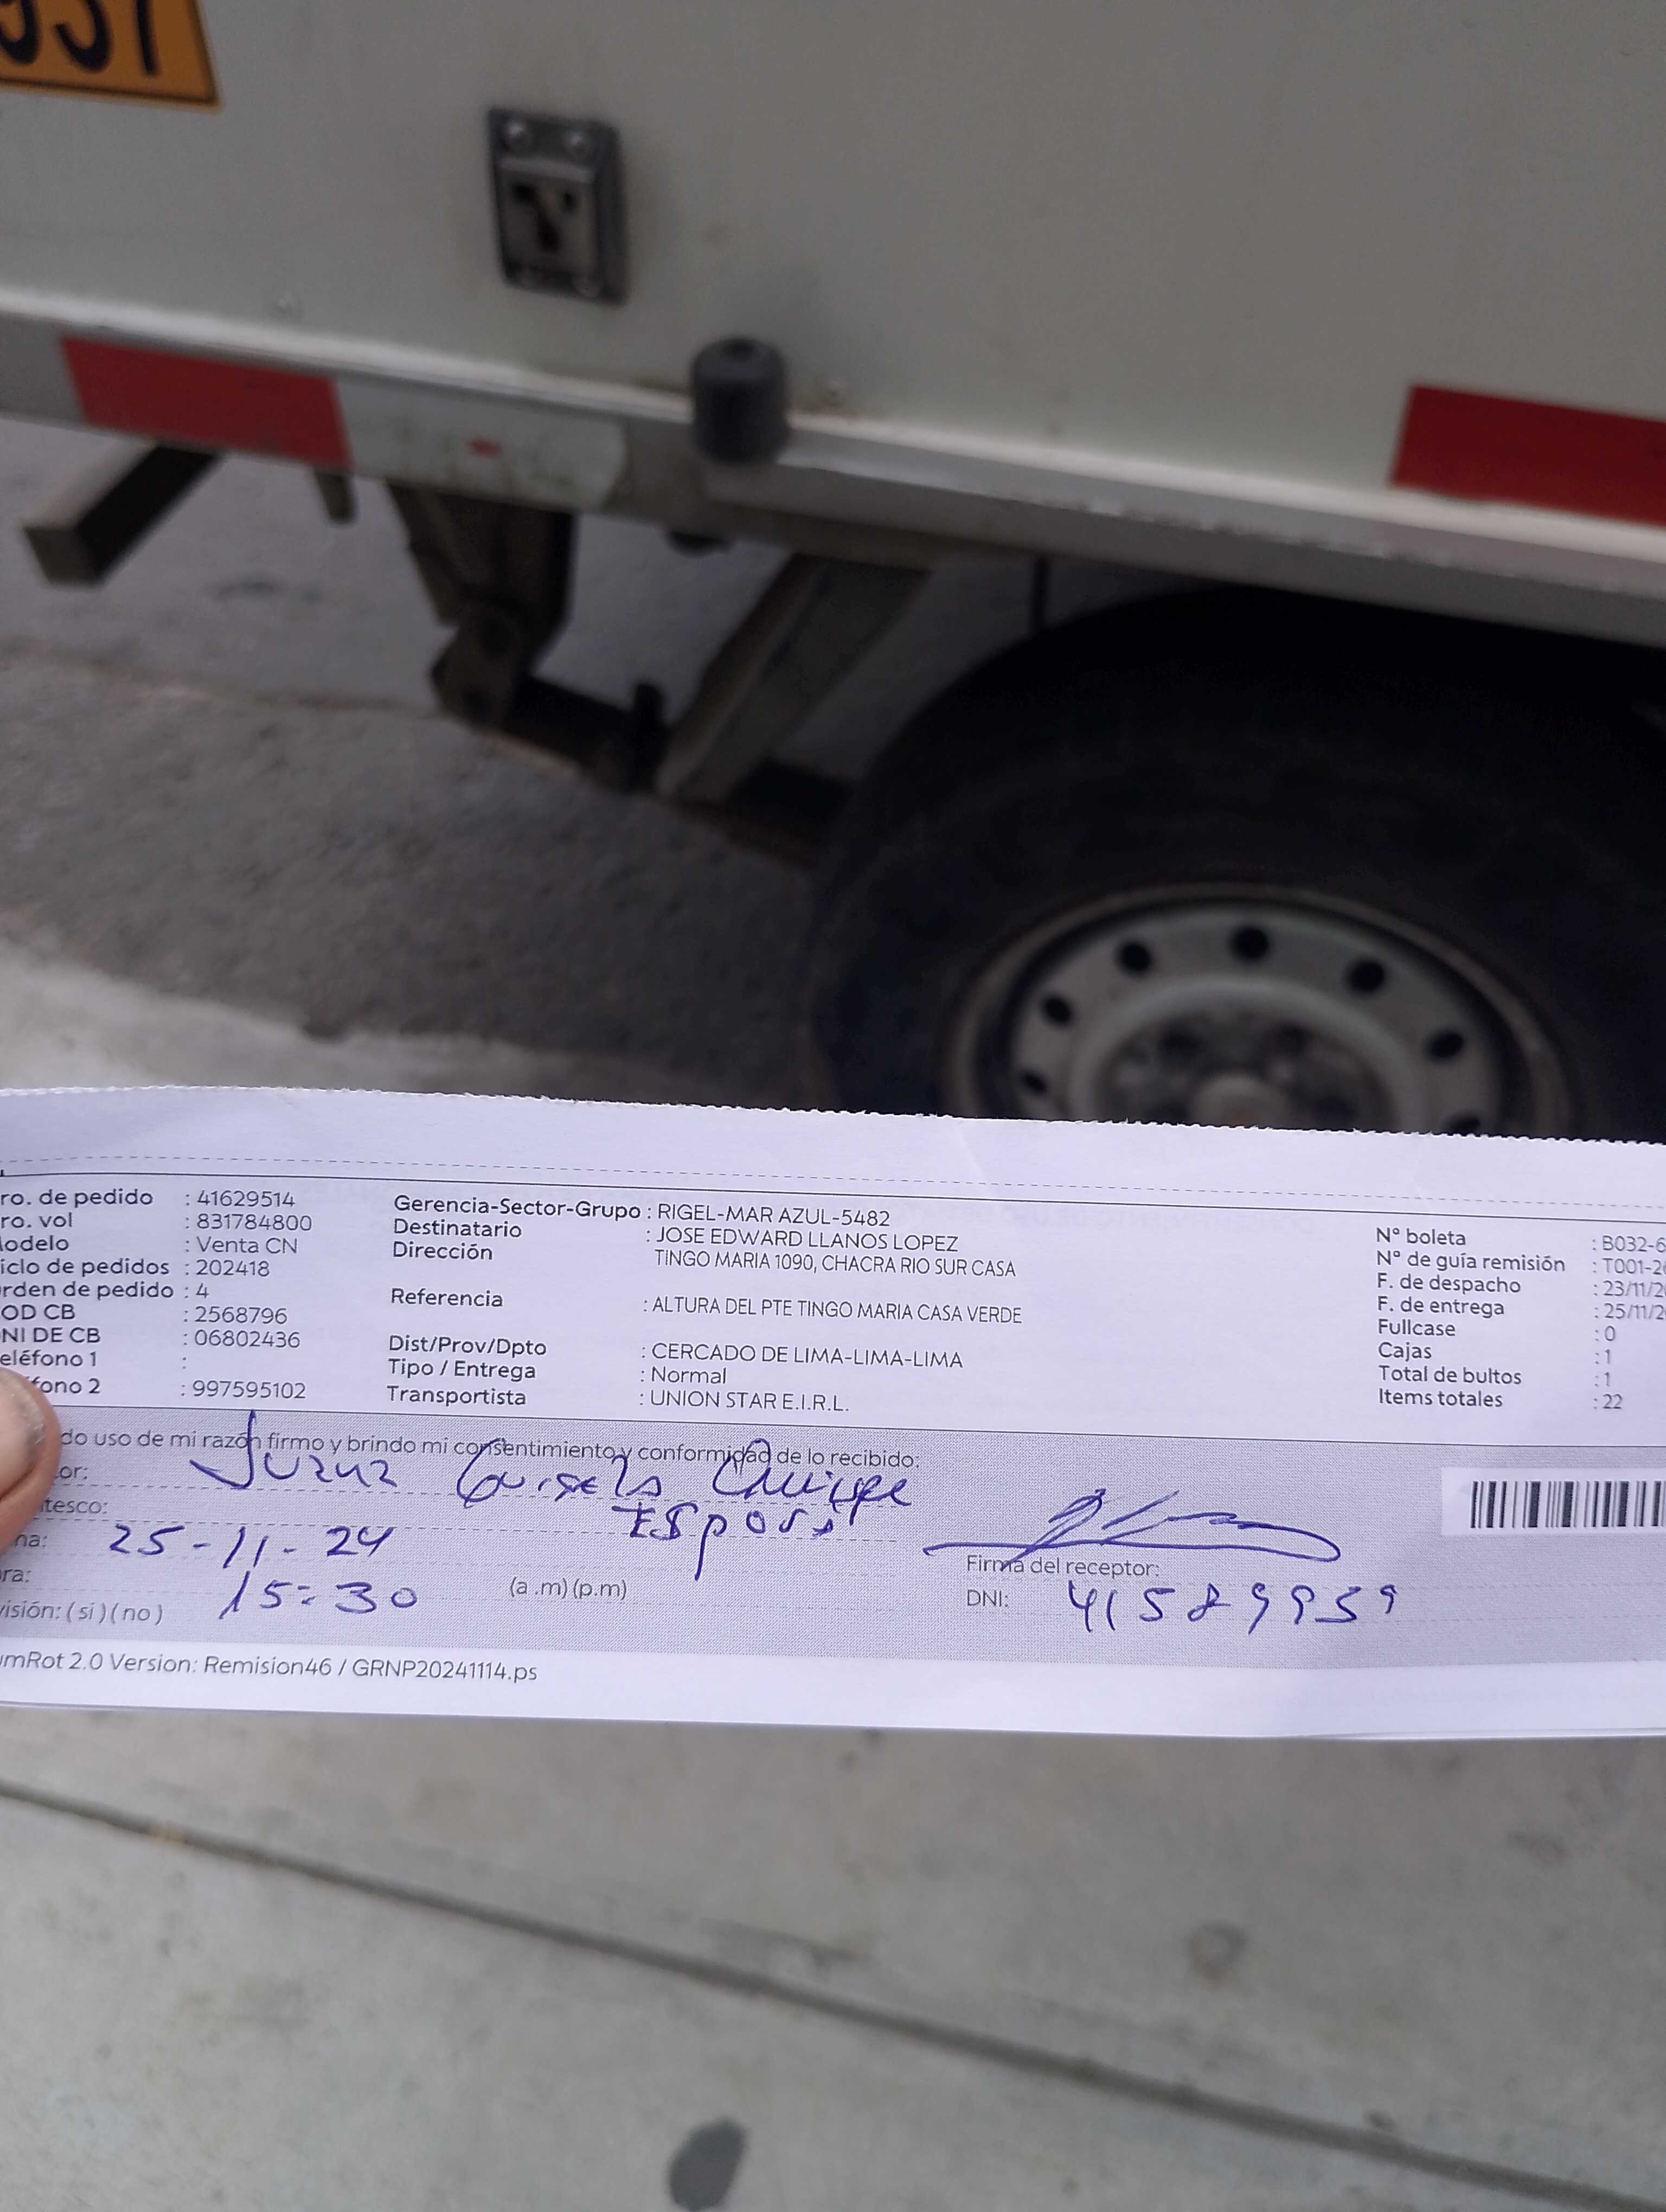 937
ro. de pedido : 41629514
ro. vol : 831784800
odelo : Venta CN
iclo de pedidos : 202418
rden de pedido : 4
OD CB : 2568796
NI DE CB : 06802436
eléfono 1 :
fono 2 : 997595102
Gerencia-Sector-Grupo : RIGEL-MAR AZUL-5482
Destinatario : JOSE EDWARD LLANOS LOPEZ
Dirección TINGO MARIA 1090, CHACRA RIO SUR CASA
Referencia : ALTURA DEL PTE TINGO MARIA CASA VERDE
Dist/Prov/Dpto : CERCADO DE LIMA-LIMA-LIMA
Tipo / Entrega : Normal
Transportista : UNION STAR E.I.R.L.
N° boleta : B032-6
N° de guía remisión : T001-2
F. de despacho : 23/11/2
F. de entrega : 25/11/2
Fullcase : 0
Cajas : 1
Total de bultos : 1
Items totales : 22
do uso de mi razón firmo y brindo mi consentimiento y conformidad de lo recibido:
or: Quispe
tesco: Esposa
na: 25-11-24
ra: 15:30 (a .m) (p.m)
visión: ( si ) ( no )
Firma del receptor:
DNI: 41589959
umRot 2.0 Version: Remision46 / GRNP20241114.ps